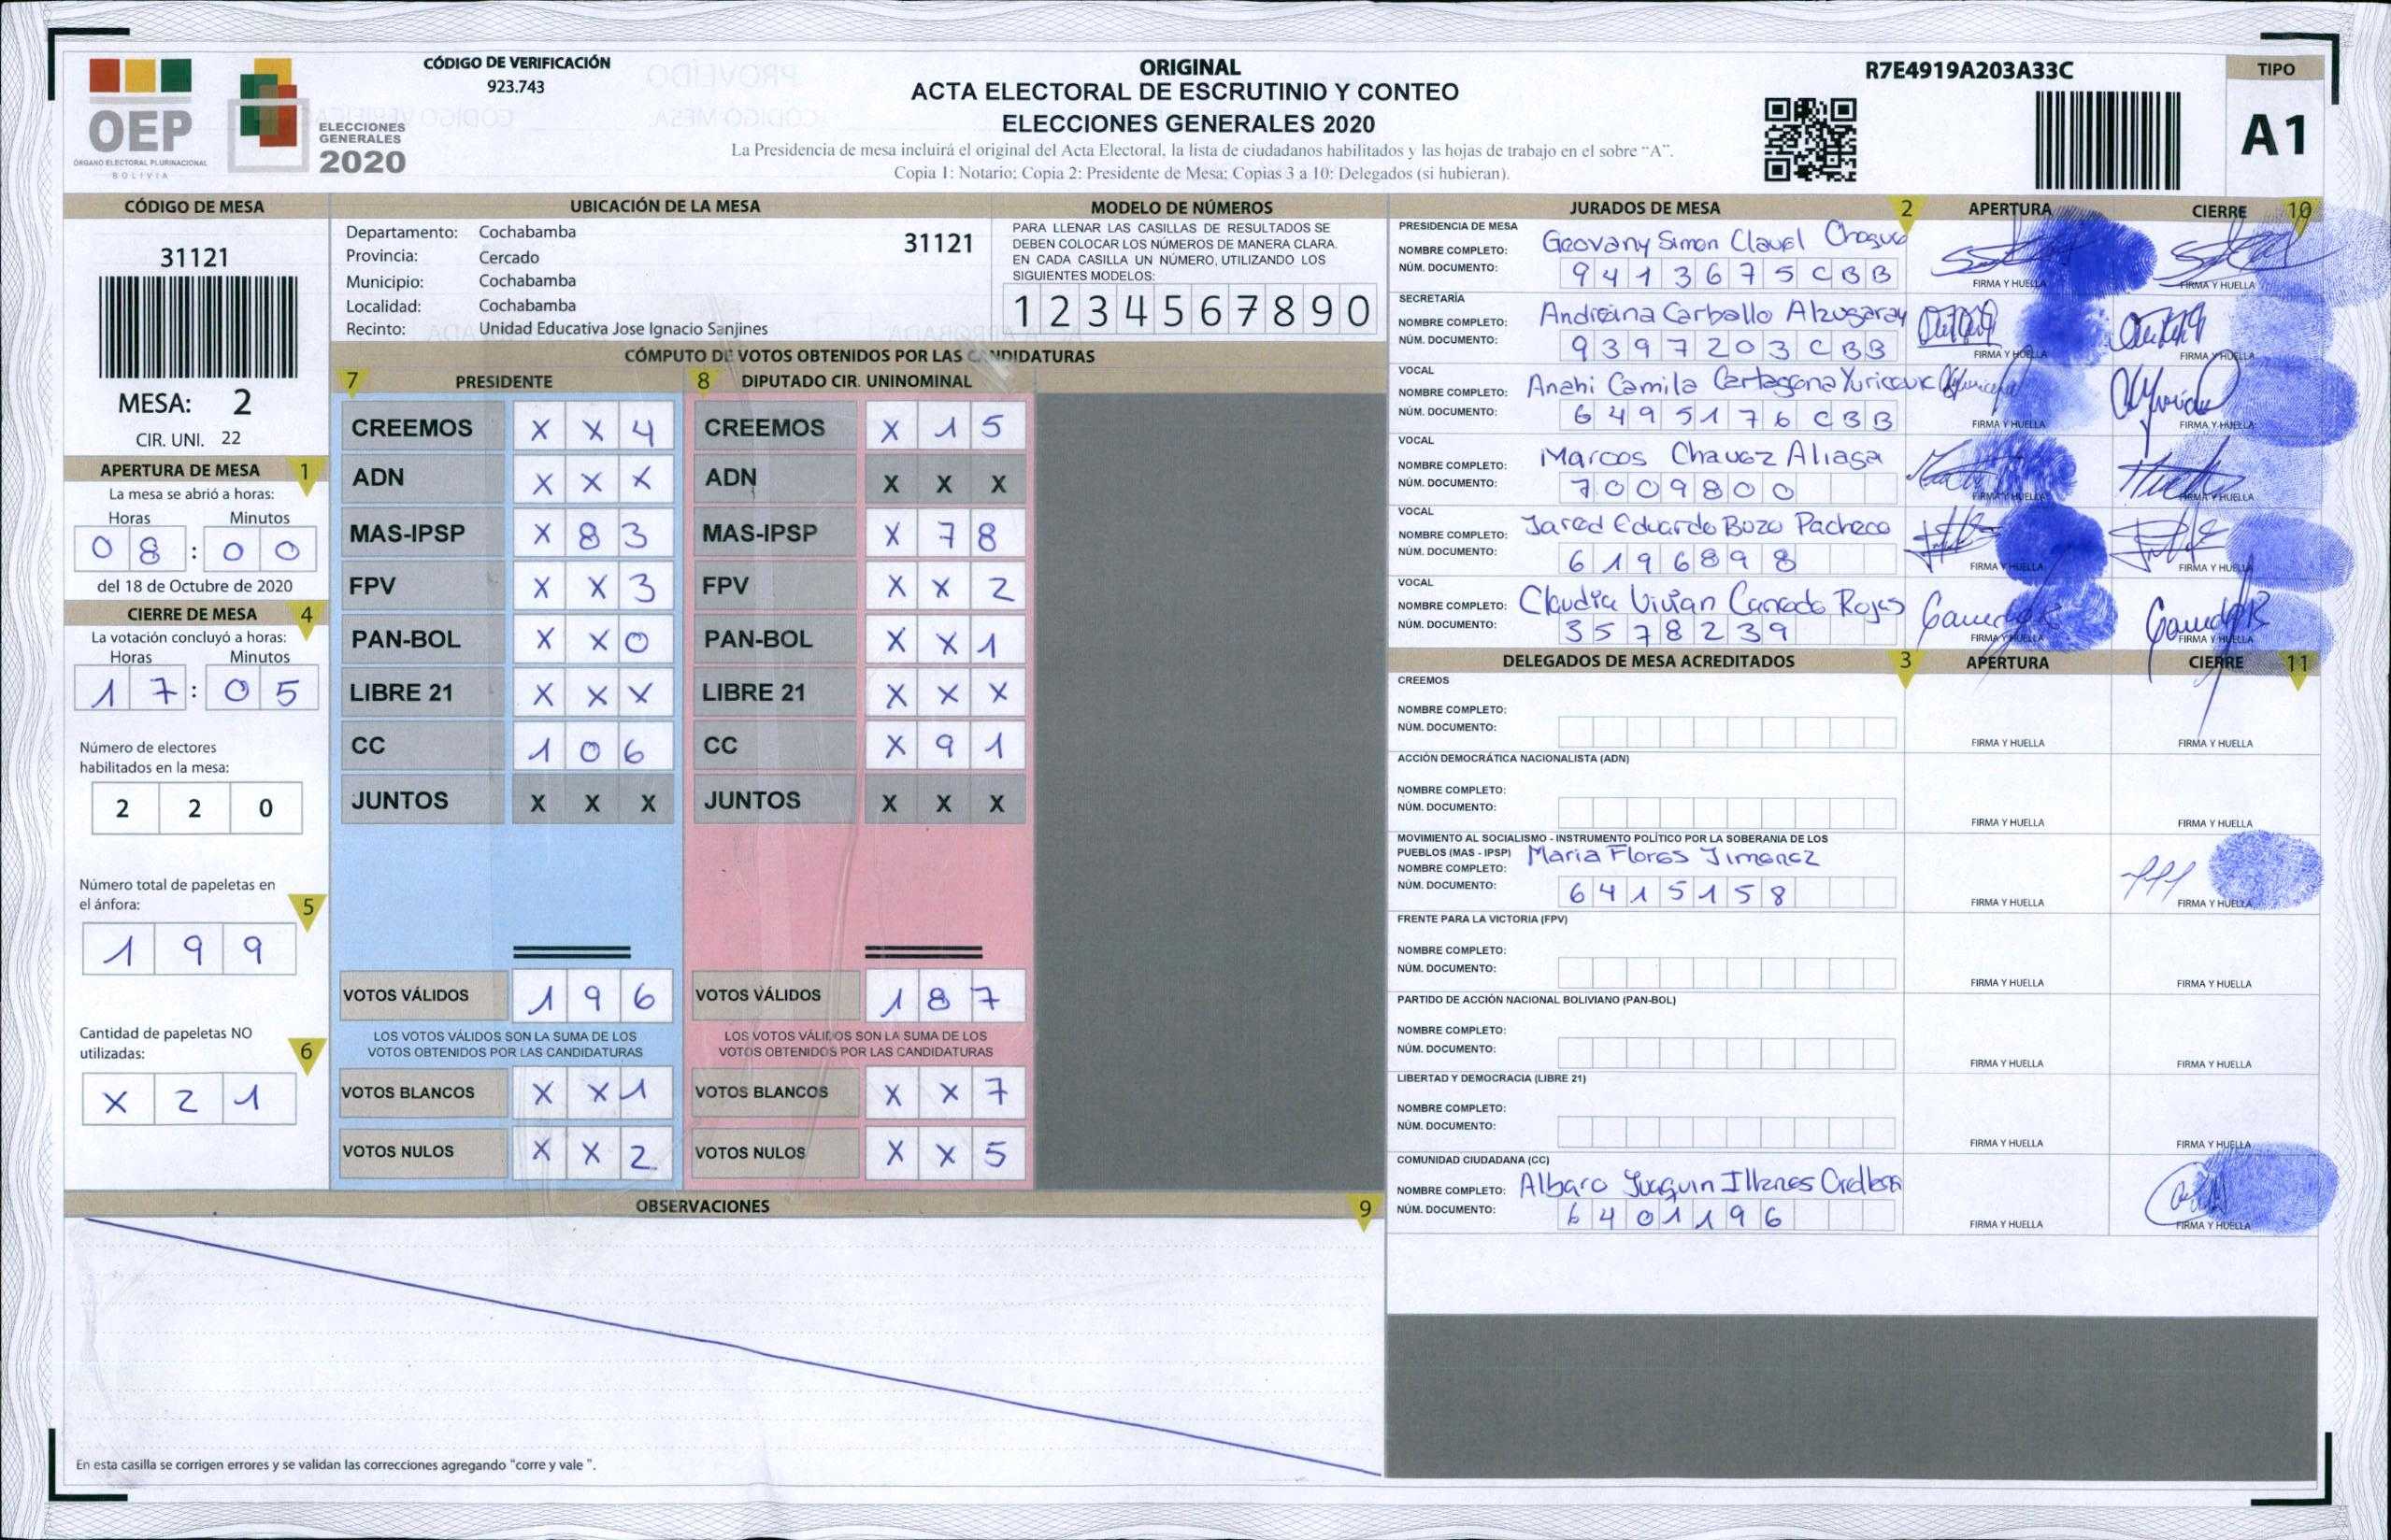 OEP
ÓRGANO ELECTORAL PLURINACIONAL
BOLIVIA
ELECCIONES
GENERALES
2020
CÓDIGO DE VERIFICACIÓN
923.743
ORIGINAL
ACTA ELECTORAL DE ESCRUTINIO Y CONTEO
ELECCIONES GENERALES 2020
La Presidencia de mesa incluirá el original del Acta Electoral, la lista de ciudadanos habilitados y las hojas de trabajo en el sobre “A”.
Copia 1: Notario; Copia 2: Presidente de Mesa; Copias 3 a 10: Delegados (si hubieran).
R7E4919A203A33C
TIPO
A1
CÓDIGO DE MESA
31121
MESA: 2
CIR. UNI. 22
APERTURA DE MESA 1
La mesa se abrió a horas:
Horas Minutos
08:00
del 18 de Octubre de 2020
CIERRE DE MESA 4
La votación concluyó a horas:
Horas Minutos
17:05
Número de electores
habilitados en la mesa:
2 2 0
Número total de papeletas en
el ánfora: 5
1 9 9
Cantidad de papeletas NO
utilizadas: 6
X 2 1
UBICACIÓN DE LA MESA
Departamento: Cochabamba 31121
Provincia: Cercado
Municipio: Cochabamba
Localidad: Cochabamba
Recinto: Unidad Educativa Jose Ignacio Sanjines
MODELO DE NÚMEROS
PARA LLENAR LAS CASILLAS DE RESULTADOS SE
DEBEN COLOCAR LOS NÚMEROS DE MANERA CLARA.
EN CADA CASILLA UN NÚMERO, UTILIZANDO LOS
SIGUIENTES MODELOS:
1 2 3 4 5 6 7 8 9 0
CÓMPUTO DE VOTOS OBTENIDOS POR LAS CANDIDATURAS
7 PRESIDENTE 8 DIPUTADO CIR. UNINOMINAL
CREEMOS X X 4 CREEMOS X 1 5
ADN X X X ADN X X X
MAS-IPSP X 8 3 MAS-IPSP X 7 8
FPV X X 3 FPV X X 2
PAN-BOL X X 0 PAN-BOL X X 1
LIBRE 21 X X X LIBRE 21 X X X
CC 1 0 6 CC X 9 1
JUNTOS X X X JUNTOS X X X
VOTOS VÁLIDOS 1 9 6 VOTOS VÁLIDOS 1 8 7
LOS VOTOS VÁLIDOS SON LA SUMA DE LOS LOS VOTOS VÁLIDOS SON LA SUMA DE LOS
VOTOS OBTENIDOS POR LAS CANDIDATURAS VOTOS OBTENIDOS POR LAS CANDIDATURAS
VOTOS BLANCOS X X 1 VOTOS BLANCOS X X 7
VOTOS NULOS X X 2 VOTOS NULOS X X 5
OBSERVACIONES 9
En esta casilla se corrigen errores y se validan las correcciones agregando "corre y vale ".
JURADOS DE MESA 2 APERTURA CIERRE 10
PRESIDENCIA DE MESA
NOMBRE COMPLETO: Geovany Simon Clavel Choque
NÚM. DOCUMENTO: 9413675CBB FIRMA Y HUELLA FIRMA Y HUELLA
SECRETARÍA
NOMBRE COMPLETO: Andreina Carballo Alzugaray
NÚM. DOCUMENTO: 9397203CBB FIRMA Y HUELLA FIRMA Y HUELLA
VOCAL
NOMBRE COMPLETO: Anahi Camila Cartagena
NÚM. DOCUMENTO: 6495176CBB FIRMA Y HUELLA FIRMA Y HUELLA
VOCAL
NOMBRE COMPLETO: Marcos Chavez Aliaga
NÚM. DOCUMENTO: 7009800 FIRMA Y HUELLA FIRMA Y HUELLA
VOCAL
NOMBRE COMPLETO: Jared Eduardo Bozo Pacheco
NÚM. DOCUMENTO: 6196898 FIRMA Y HUELLA FIRMA Y HUELLA
VOCAL
NOMBRE COMPLETO: Claudia Vivian Canedo Rojas
NÚM. DOCUMENTO: 3578239 FIRMA Y HUELLA FIRMA Y HUELLA
DELEGADOS DE MESA ACREDITADOS 3 APERTURA CIERRE 11
CREEMOS
NOMBRE COMPLETO:
NÚM. DOCUMENTO: FIRMA Y HUELLA FIRMA Y HUELLA
ACCIÓN DEMOCRÁTICA NACIONALISTA (ADN)
NOMBRE COMPLETO:
NÚM. DOCUMENTO: FIRMA Y HUELLA FIRMA Y HUELLA
MOVIMIENTO AL SOCIALISMO - INSTRUMENTO POLÍTICO POR LA SOBERANIA DE LOS
PUEBLOS (MAS - IPSP) Maria Flores Jimenez
NOMBRE COMPLETO:
NÚM. DOCUMENTO: 6415158 FIRMA Y HUELLA FIRMA Y HUELLA
FRENTE PARA LA VICTORIA (FPV)
NOMBRE COMPLETO:
NÚM. DOCUMENTO: FIRMA Y HUELLA FIRMA Y HUELLA
PARTIDO DE ACCIÓN NACIONAL BOLIVIANO (PAN-BOL)
NOMBRE COMPLETO:
NÚM. DOCUMENTO: FIRMA Y HUELLA FIRMA Y HUELLA
LIBERTAD Y DEMOCRACIA (LIBRE 21)
NOMBRE COMPLETO:
NÚM. DOCUMENTO: FIRMA Y HUELLA FIRMA Y HUELLA
COMUNIDAD CIUDADANA (CC)
NOMBRE COMPLETO: Albaro Juaquin Illanes Orellana
NÚM. DOCUMENTO: 6401196 FIRMA Y HUELLA FIRMA Y HUELLA